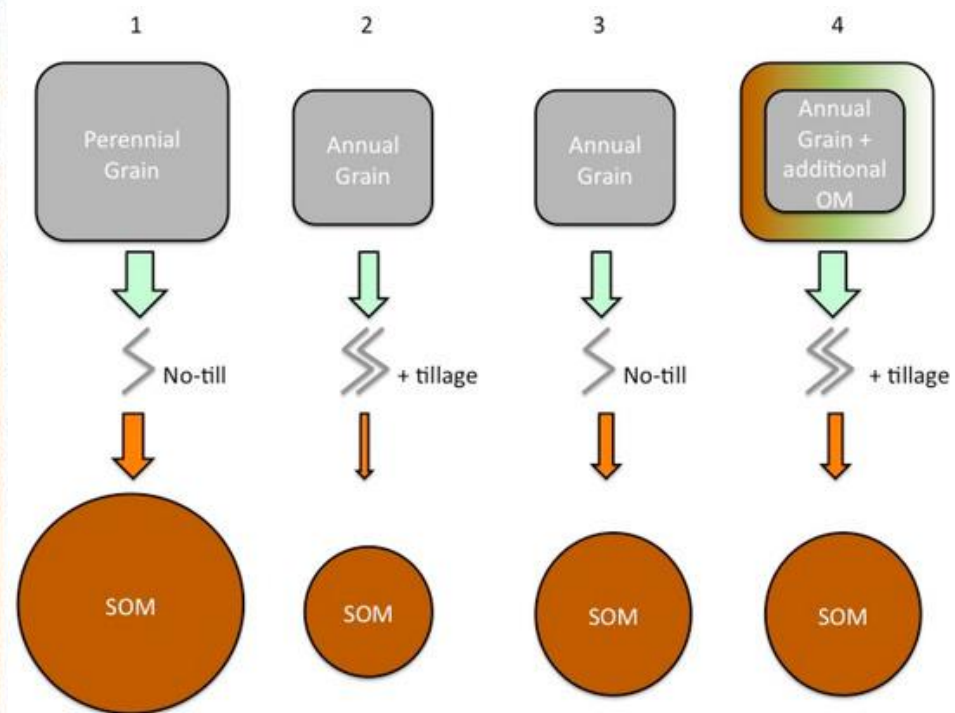 1
2
3
4
Perennial
Grain
Annual
Grain
Annual
Grain
Annual
Grain +
additional
OM
No-till
+ tillage
No-till
+ tillage
SOM
SOM
SOM
SOM